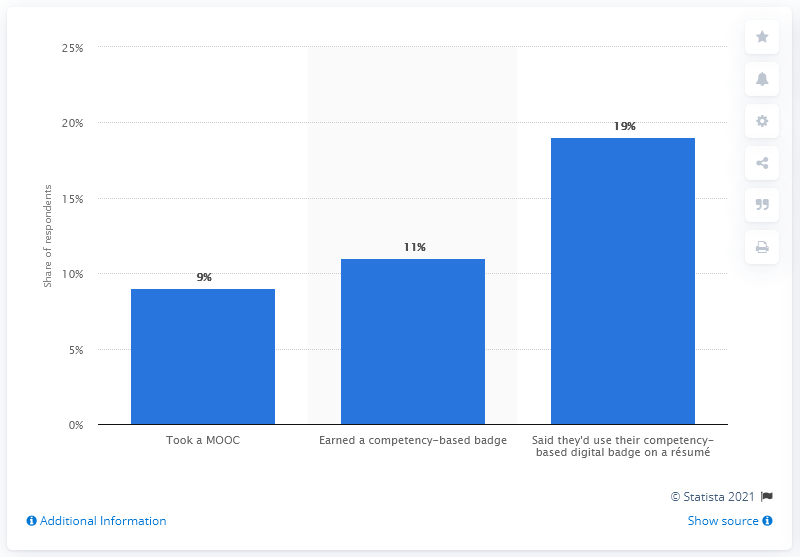 25%
20%
15%
10%
5%
0%
Share of respondents
9%
11%
19%
Took a MOOC
Earned a competency-based badge
Said they'd use their competency-
based digital badge on a résumé
© Statista 2021
Additional Information
Show source